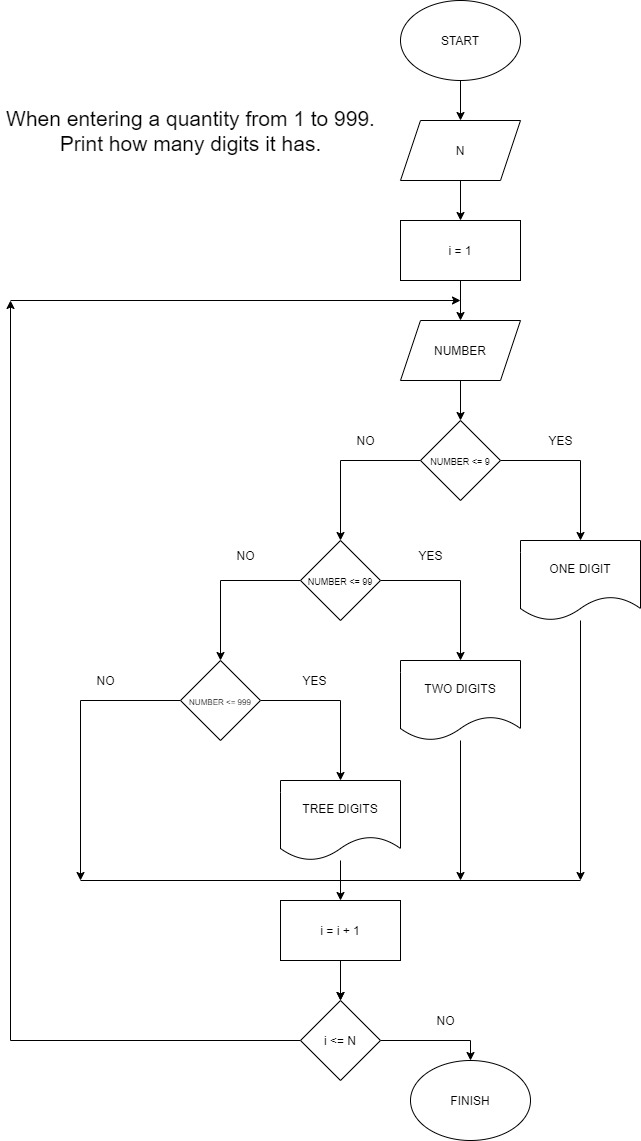 START
When entering a quantity from 1 to 999.
Print how many digits it has.
N
i = 1
NUMBER
NO
YES
NUMBER <= 9
NO
YES
ONE DIGIT
NUMBER <= 99
NO
YES
TWO DIGITS
NUMBER <= 999
TREE DIGITS
i = i + 1
NO
i <= N
FINISH